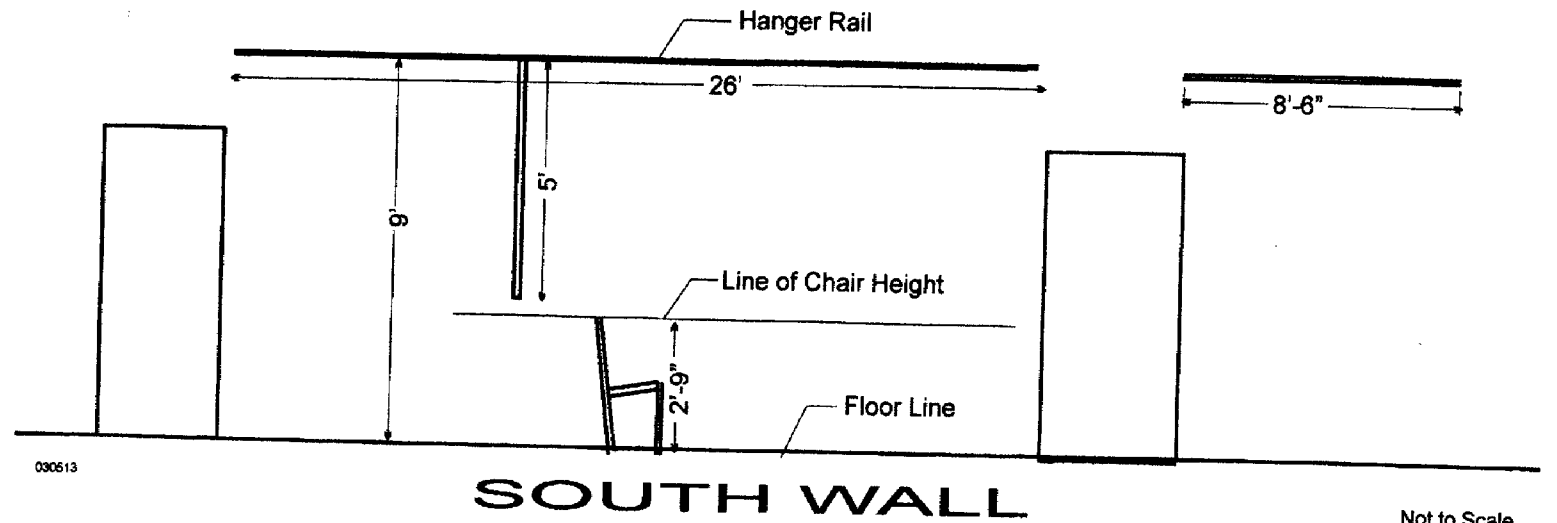 Hanger Rail
26'
8'-6"
5'
9'
Line of Chair Height
2'-9"
Floor Line
030513
SOUTH WALL
Not to Scale